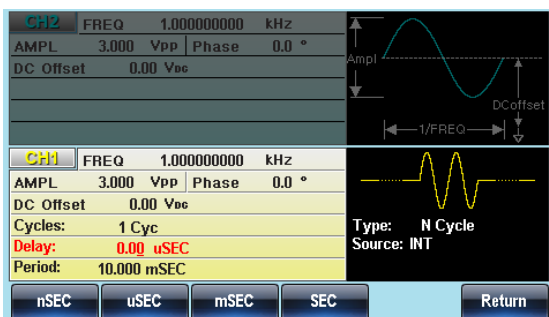 CH2 FREQ 1.000000000 kHz
AMPL 3.000 Vpp Phase 0.0 °
DC Offset 0.00 VDC
Ampl
DCoffset
1/FREQ
CH1 FREQ 1.000000000 kHz
AMPL 3.000 Vpp Phase 0.0 °
DC Offset 0.00 VDC
Cycles: 1 Cyc
Delay: 0.00 uSEC
Period: 10.000 mSEC
Type: N Cycle
Source: INT
nSEC uSEC mSEC SEC Return